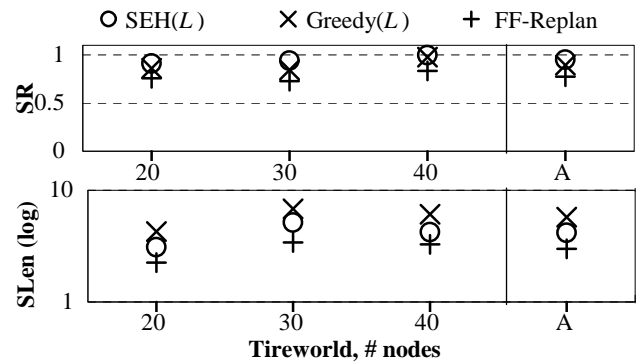 SEH(L) Greedy(L) FF-Replan
SR
1
0.5
0
20 30 40 A
SLen (log)
10
1
20 30 40 A
Tireworld, # nodes